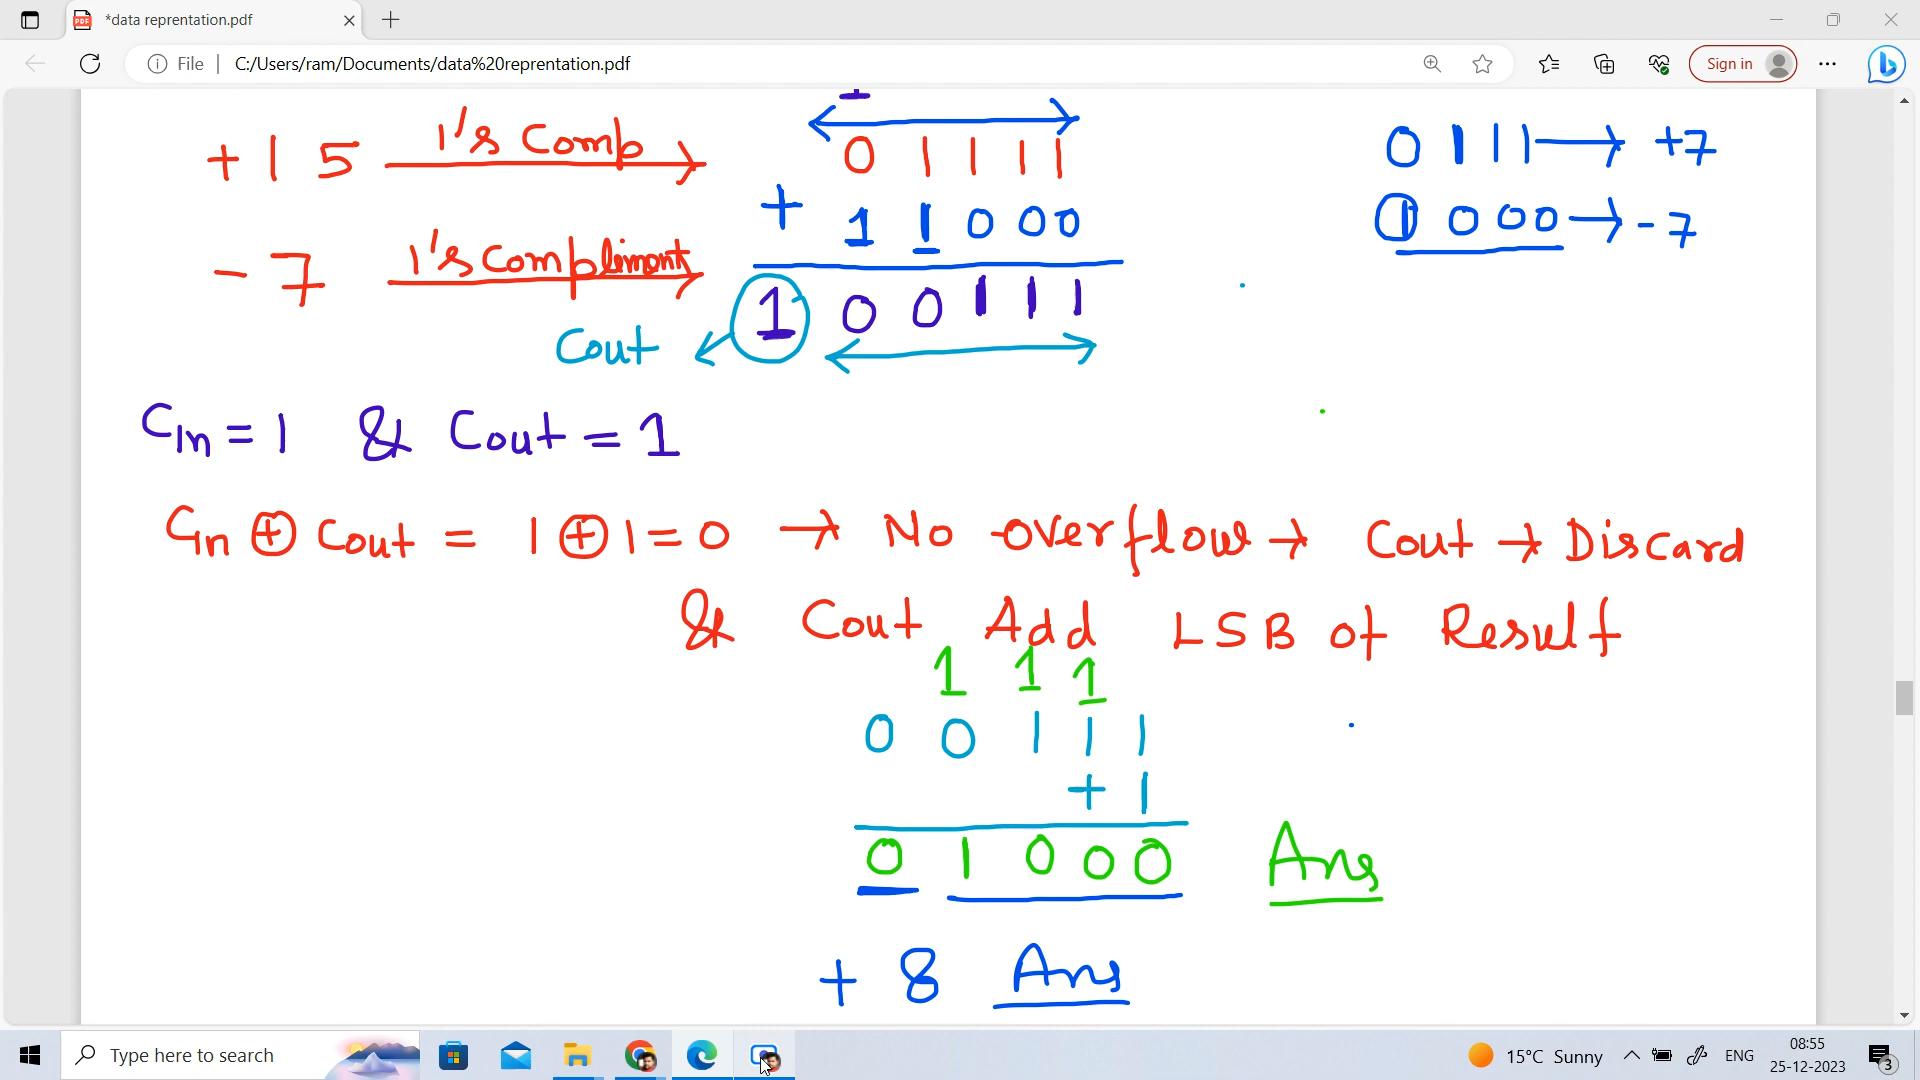 *data reprentation.pdf
File C:/Users/ram/Documents/data%20reprentation.pdf
Sign in
+15 1's Comb → 0 1 1 1 1
0 1 1 1 → +7
-7 1's Compliment → + 1 1 0 0 0
1 0 0 0 → -7
Cout ← 1 0 0 1 1 1
Cin = 1 & Cout = 1
Cin ⊕ Cout = 1 ⊕ 1 = 0 → No overflow → Cout → Discard
& Cout Add LSB of Result
1 1 1
0 0 1 1 1
+ 1
0 1 0 0 0 Ans
+ 8 Ans
Type here to search
15°C Sunny
ENG
08:55
25-12-2023
3